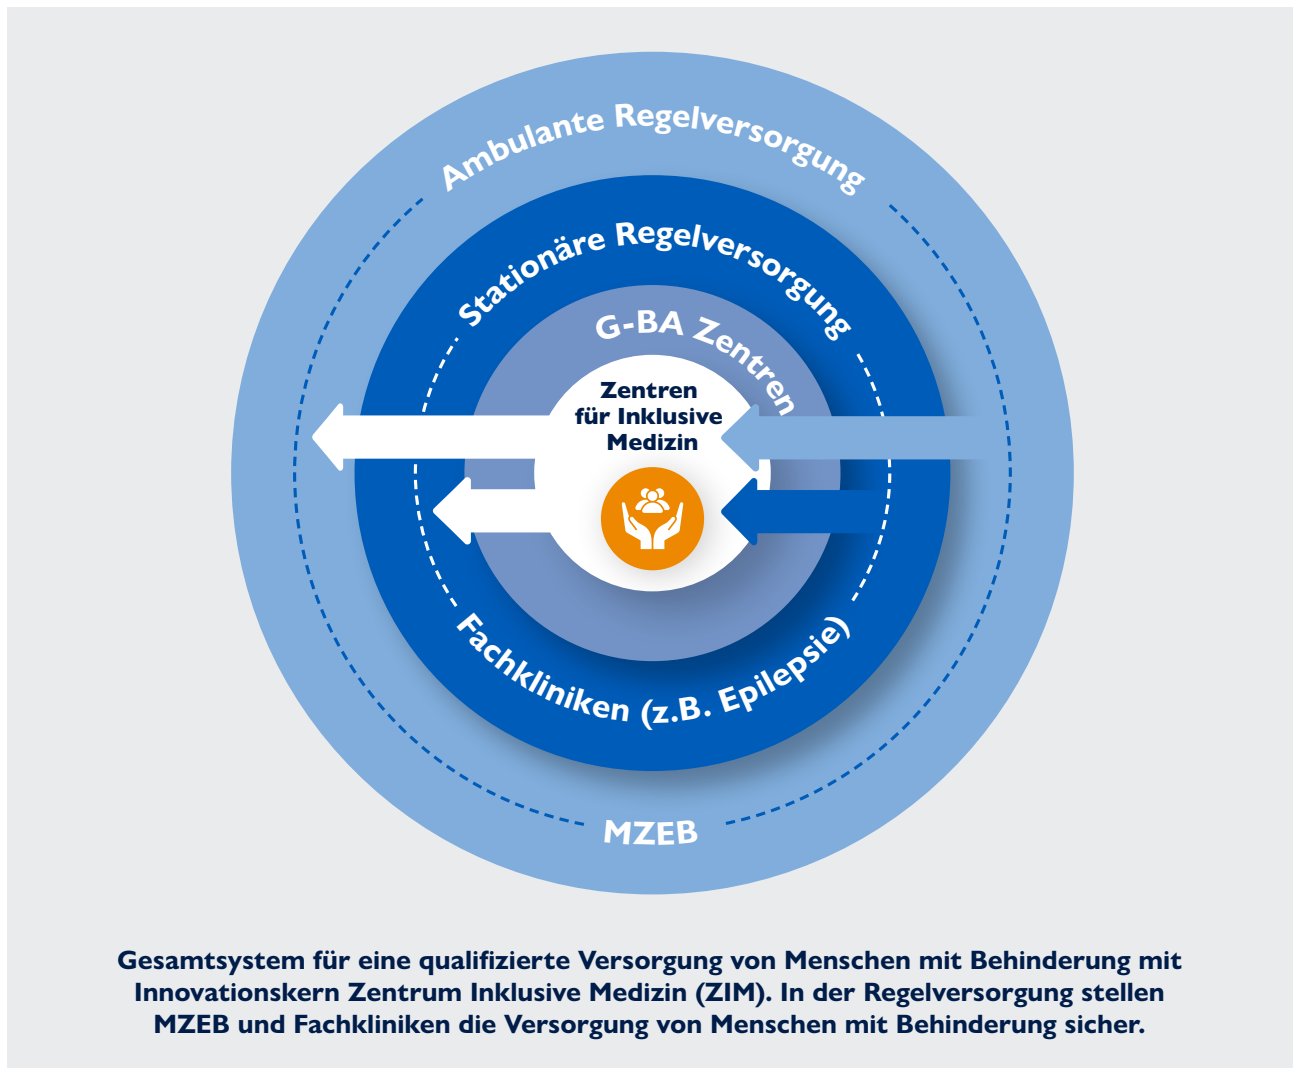 Ambulante Regelversorgung
Stationäre Regelversorgung
G-BA Zentren
Zentren
für Inklusive
Medizin
Fachkliniken (z.B. Epilepsie)
MZEB
Gesamtsystem für eine qualifizierte Versorgung von Menschen mit Behinderung mit
Innovationskern Zentrum Inklusive Medizin (ZIM). In der Regelversorgung stellen
MZEB und Fachkliniken die Versorgung von Menschen mit Behinderung sicher.